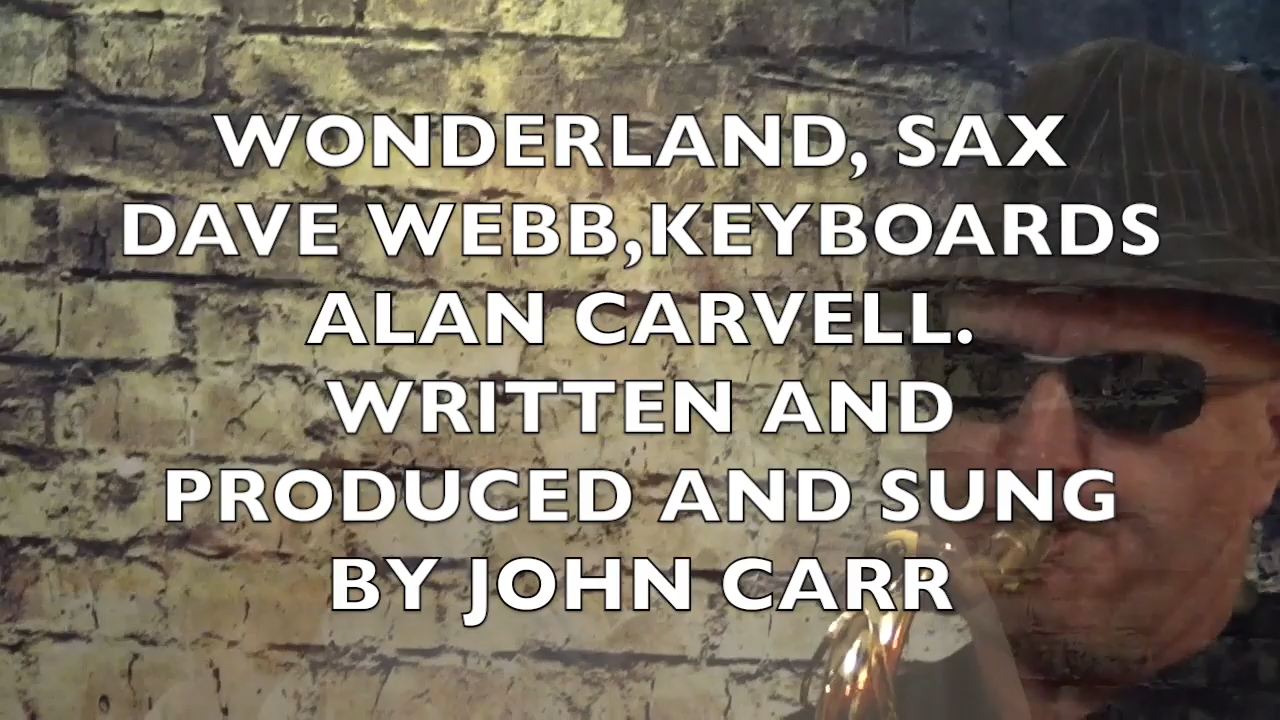 WONDERLAND, SAX
DAVE WEBB,KEYBOARDS
ALAN CARVELL.
WRITTEN AND
PRODUCED AND SUNG
BY JOHN CARR